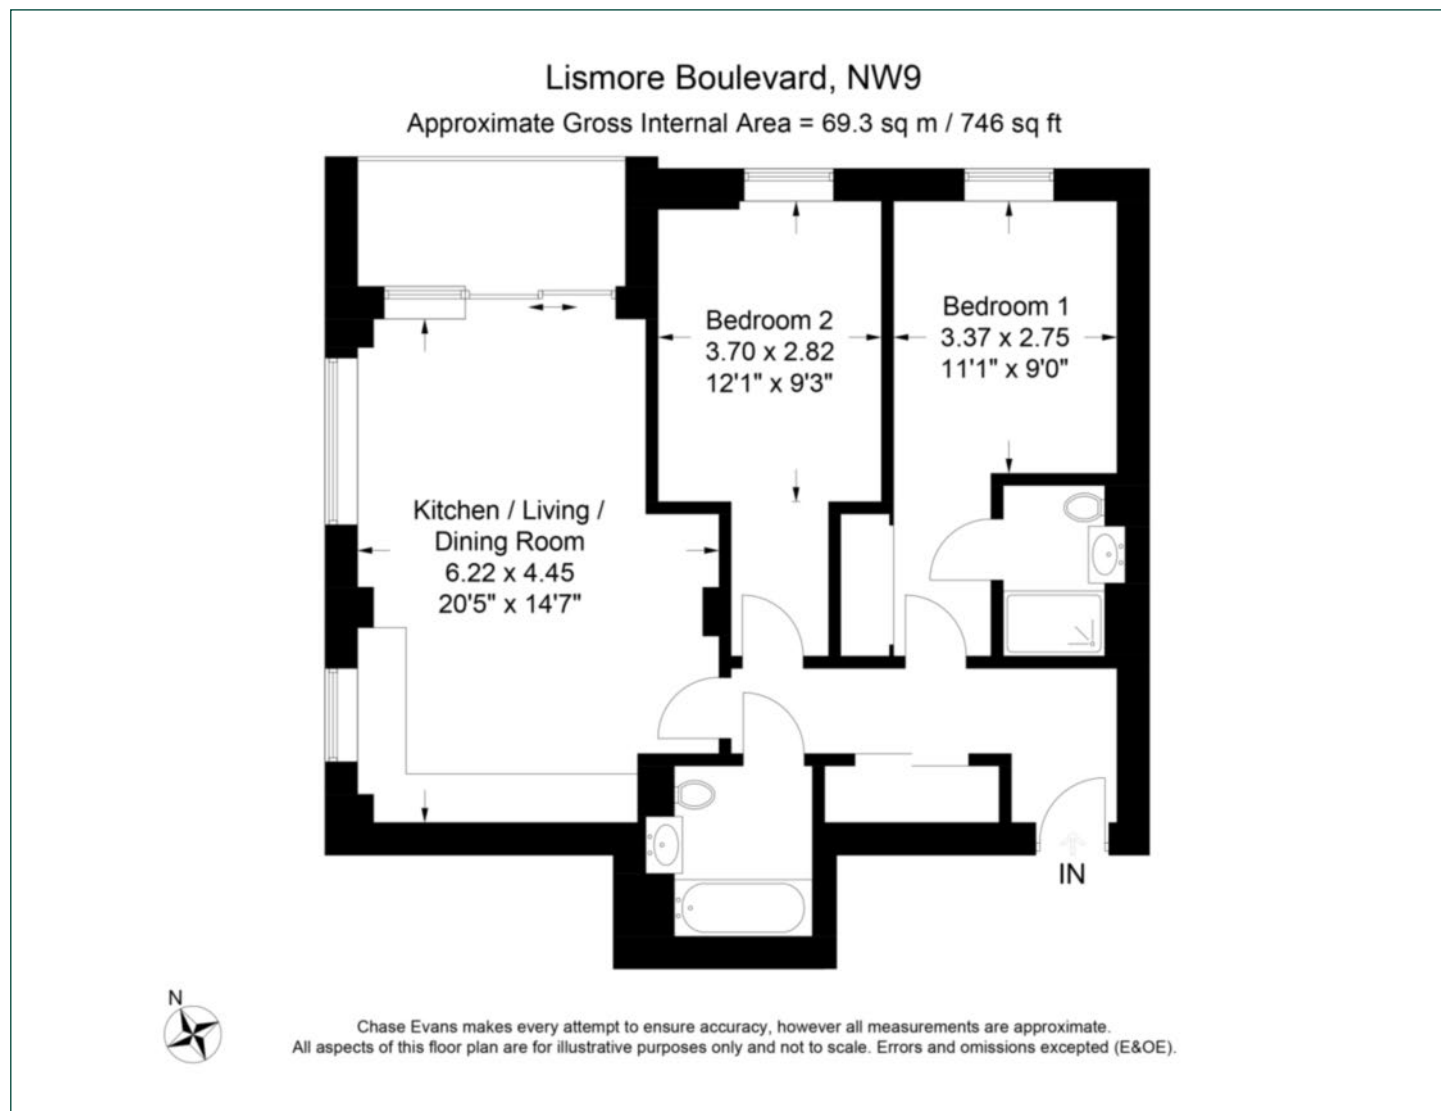 Lismore Boulevard, NW9
Approximate Gross Internal Area = 69.3 sq m / 746 sq ft
Bedroom 2
3.70 x 2.82
12'1" x 9'3"
Bedroom 1
3.37 x 2.75
11'1" x 9'0"
Kitchen / Living /
Dining Room
6.22 x 4.45
20'5" x 14'7"
IN
N
Chase Evans makes every attempt to ensure accuracy, however all measurements are approximate.
All aspects of this floor plan are for illustrative purposes only and not to scale. Errors and omissions excepted (E&OE).